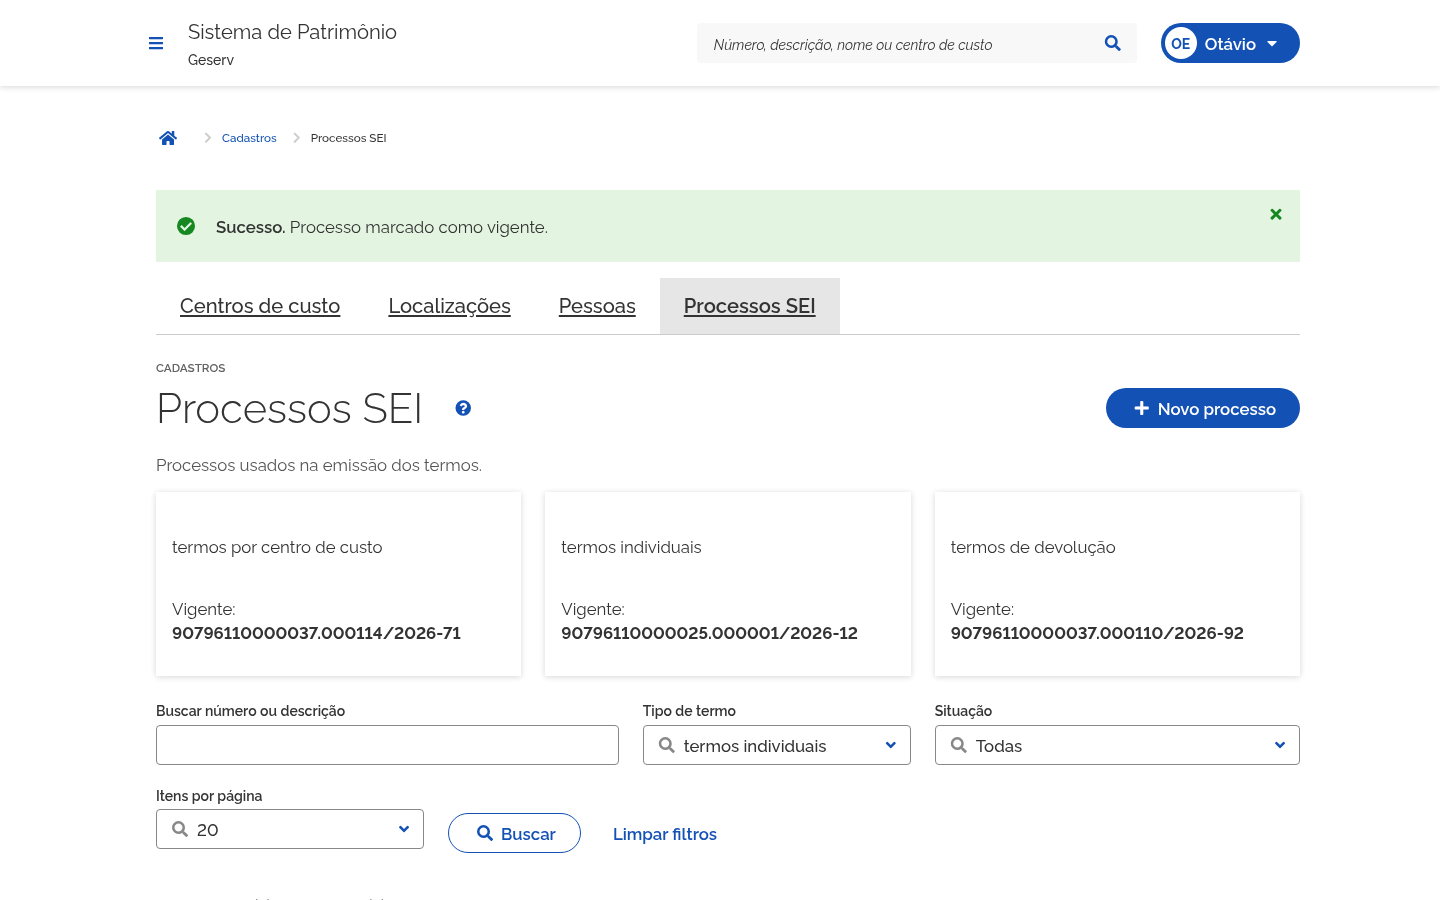 Sistema de Patrimônio
Geserv
Número, descrição, nome ou centro de custo
OE Otávio
Cadastros
Processos SEI
Sucesso. Processo marcado como vigente.
Centros de custo
Localizações
Pessoas
Processos SEI
CADASTROS
Processos SEI
Novo processo
Processos usados na emissão dos termos.
termos por centro de custo
Vigente:
90796110000037.000114/2026-71
termos individuais
Vigente:
90796110000025.000001/2026-12
termos de devolução
Vigente:
90796110000037.000110/2026-92
Buscar número ou descrição
Tipo de termo
termos individuais
Situação
Todas
Itens por página
20
Buscar
Limpar filtros